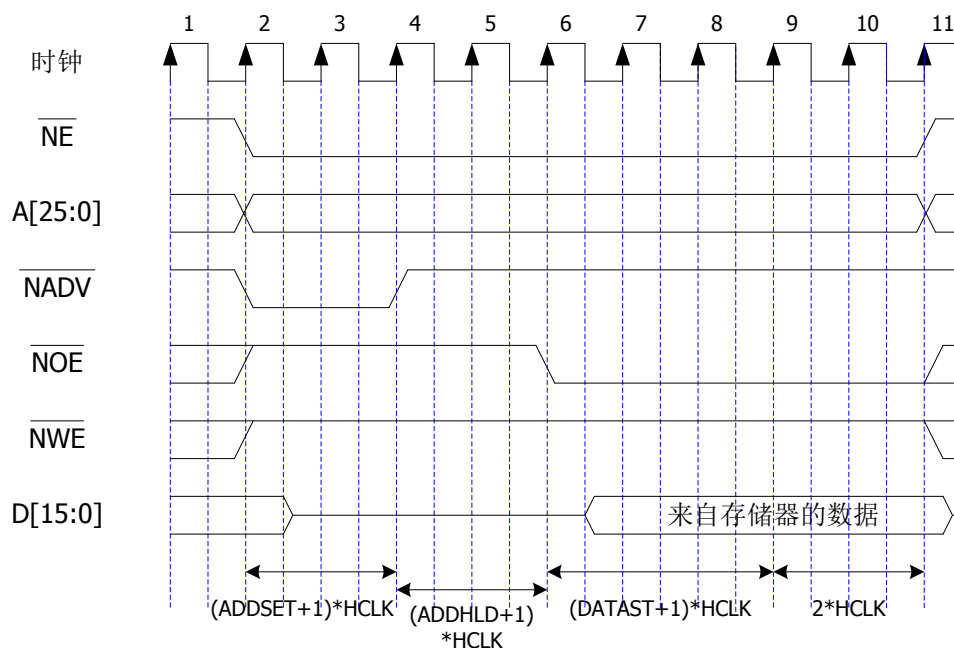 1 2 3 4 5 6 7 8 9 10 11
时钟
NE
A[25:0]
NADV
NOE
NWE
D[15:0]
来自存储器的数据
(ADDSET+1)*HCLK
(ADDHLD+1)
*HCLK
(DATAST+1)*HCLK
2*HCLK